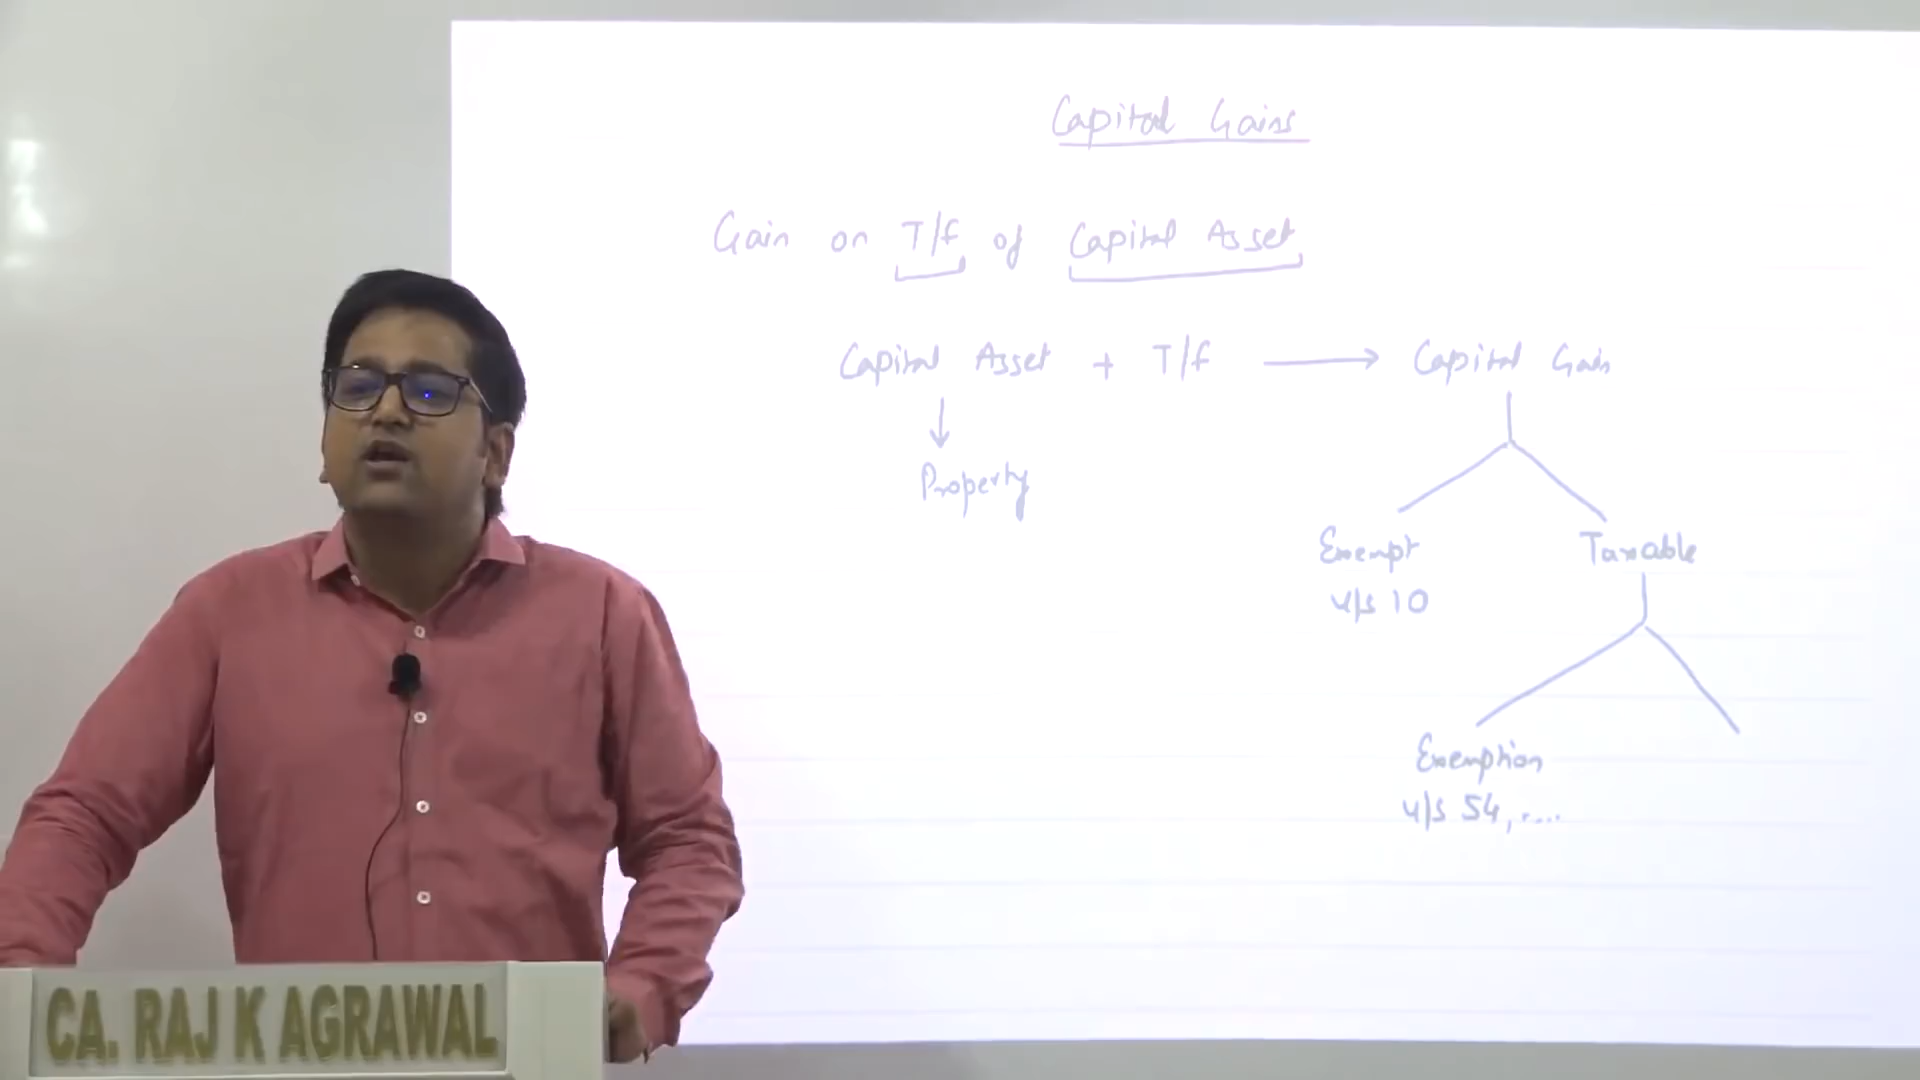 Capital Gains
Gain on T/f of Capital Asset
Capital Asset + T/f → Capital Gain
Property
Exempt Taxable
u/s 10
Exemption
u/s 54, ....
CA. RAJ K AGRAWAL